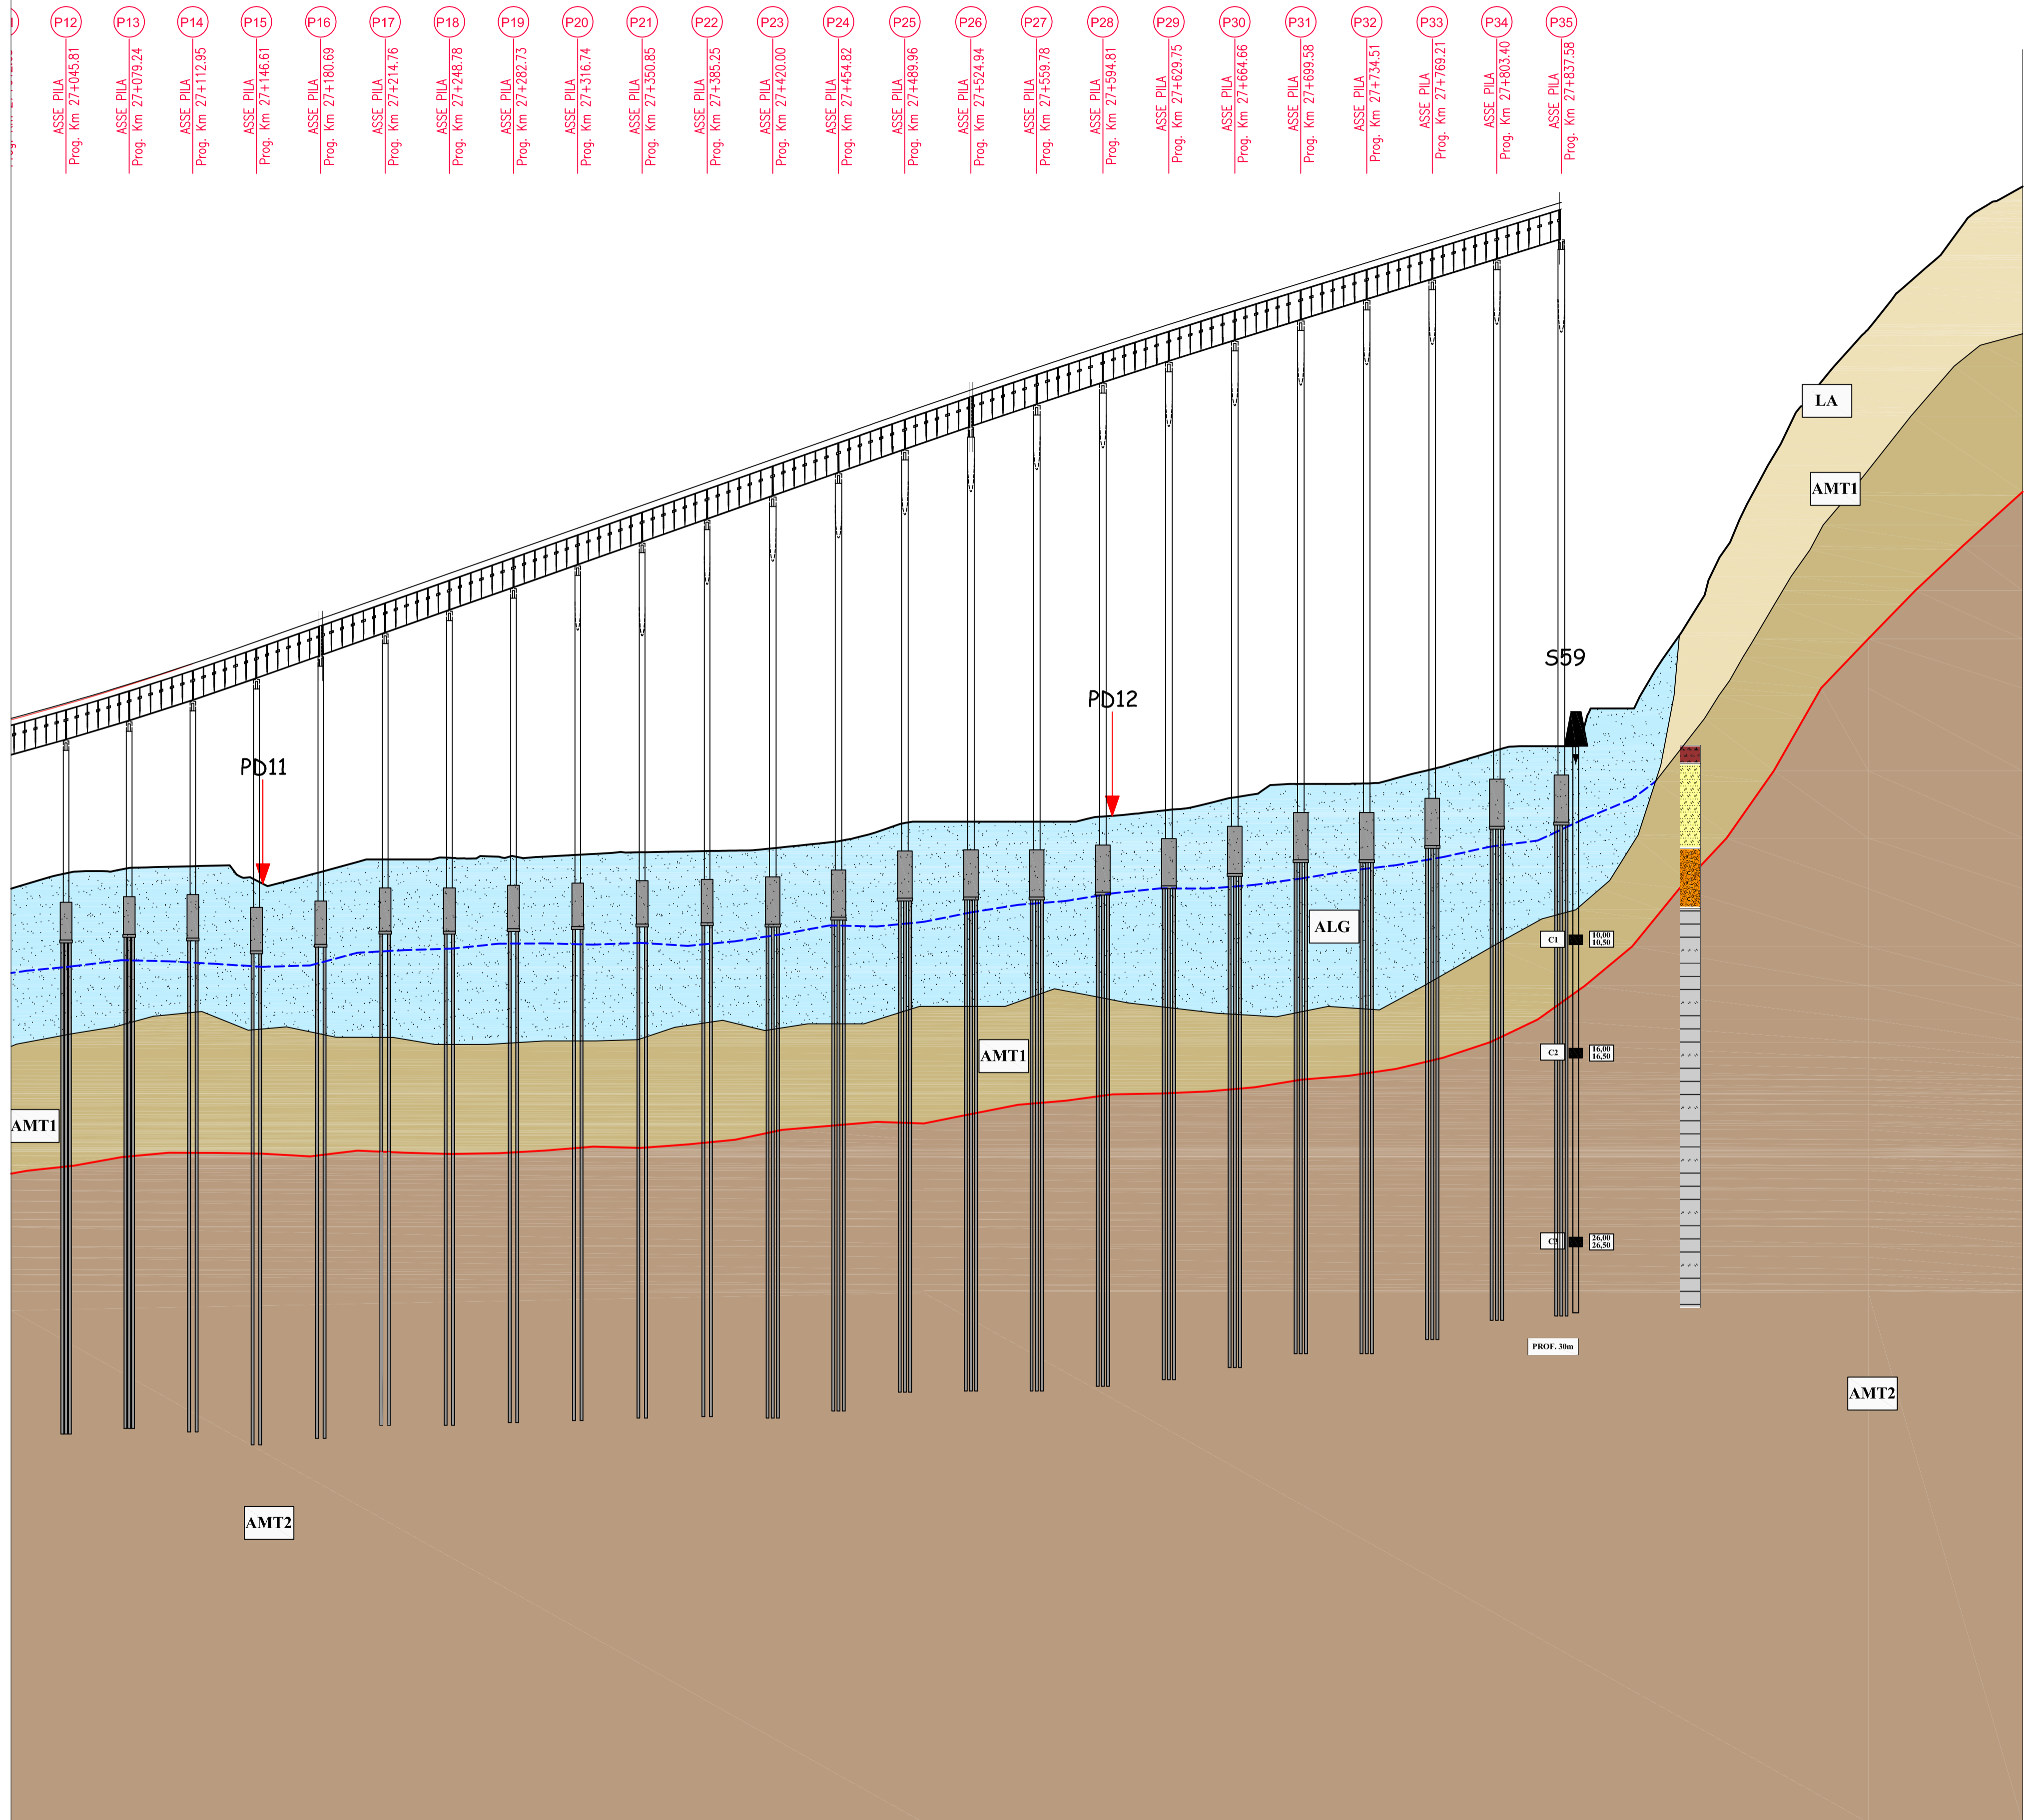 P12
P13
P14
P15
P16
P17
P18
P19
P20
P21
P22
P23
P24
P25
P26
P27
P28
P29
P30
P31
P32
P33
P34
P35
ASSE PILA
Prog. Km 27+045.81
ASSE PILA
Prog. Km 27+079.24
ASSE PILA
Prog. Km 27+112.95
ASSE PILA
Prog. Km 27+146.61
ASSE PILA
Prog. Km 27+180.69
ASSE PILA
Prog. Km 27+214.76
ASSE PILA
Prog. Km 27+248.78
ASSE PILA
Prog. Km 27+282.73
ASSE PILA
Prog. Km 27+316.74
ASSE PILA
Prog. Km 27+350.85
ASSE PILA
Prog. Km 27+385.25
ASSE PILA
Prog. Km 27+420.00
ASSE PILA
Prog. Km 27+454.82
ASSE PILA
Prog. Km 27+489.96
ASSE PILA
Prog. Km 27+524.94
ASSE PILA
Prog. Km 27+559.78
ASSE PILA
Prog. Km 27+594.81
ASSE PILA
Prog. Km 27+629.75
ASSE PILA
Prog. Km 27+664.66
ASSE PILA
Prog. Km 27+699.58
ASSE PILA
Prog. Km 27+734.51
ASSE PILA
Prog. Km 27+769.21
ASSE PILA
Prog. Km 27+803.40
ASSE PILA
Prog. Km 27+837.58
LA
AMT1
S59
PD12
PD11
ALG
C1
10,00
10,50
C2
16,00
16,50
AMT1
AMT1
C3
26,00
26,50
PROF. 30m
AMT2
AMT2